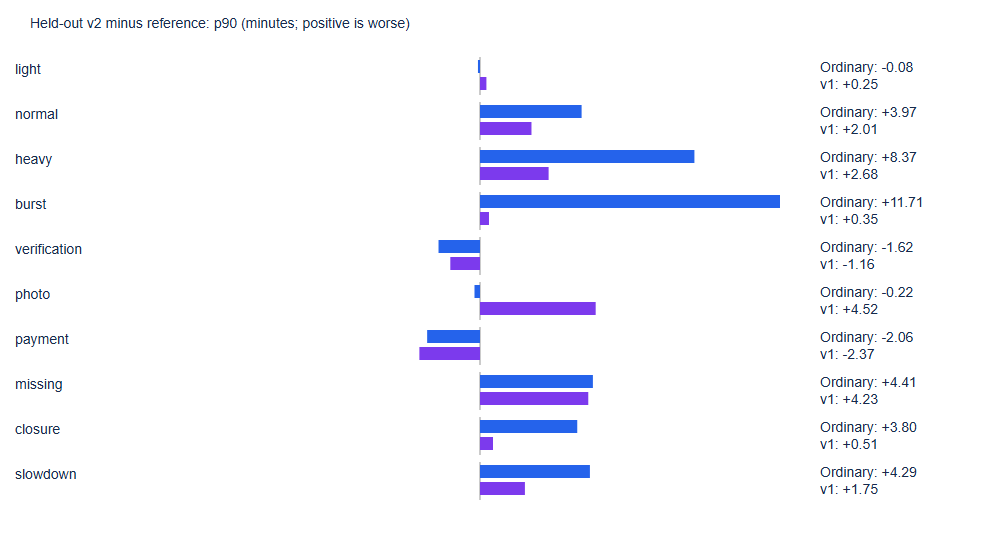 Held-out v2 minus reference: p90 (minutes; positive is worse)
light
Ordinary: -0.08
v1: +0.25
normal
Ordinary: +3.97
v1: +2.01
heavy
Ordinary: +8.37
v1: +2.68
burst
Ordinary: +11.71
v1: +0.35
verification
Ordinary: -1.62
v1: -1.16
photo
Ordinary: -0.22
v1: +4.52
payment
Ordinary: -2.06
v1: -2.37
missing
Ordinary: +4.41
v1: +4.23
closure
Ordinary: +3.80
v1: +0.51
slowdown
Ordinary: +4.29
v1: +1.75